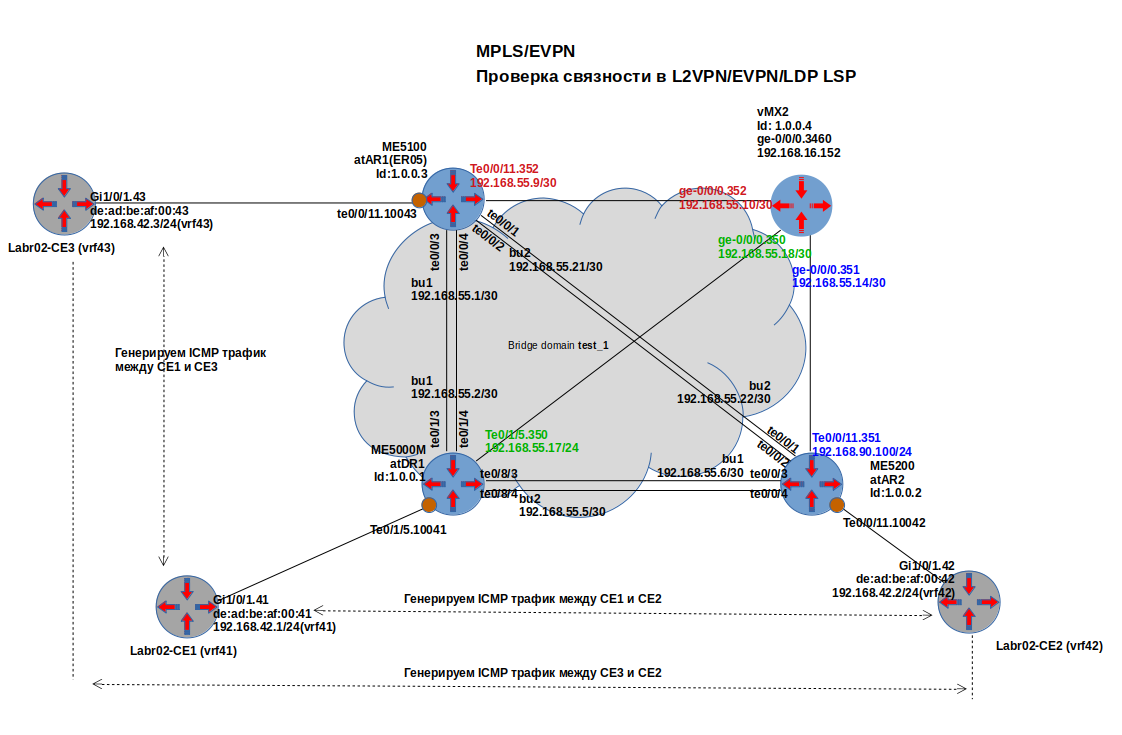 MPLS/EVPN
Проверка связности в L2VPN/EVPN/LDP LSP
vMX2
Id: 1.0.0.4
ge-0/0/0.3460
192.168.16.152
ME5100
atAR1(ER05)
Id:1.0.0.3
Te0/0/11.352
192.168.55.9/30
ge-0/0/0.352
192.168.55.10/30
Gi1/0/1.43
de:ad:be:af:00:43
192.168.42.3/24(vrf43)
Labr02-CE3 (vrf43)
te0/0/11.10043
te0/0/1
te0/0/2
te0/0/3
te0/0/4
bu2
192.168.55.21/30
ge-0/0/0.350
192.168.55.18/30
ge-0/0/0.351
192.168.55.14/30
bu1
192.168.55.1/30
Генерируем ICMP трафик
между CE1 и CE3
Bridge domain test_1
bu1
192.168.55.2/30
bu2
192.168.55.22/30
te0/1/3
te0/1/4
Te0/1/5.350
192.168.55.17/24
te0/0/1
te0/0/2
Te0/0/11.351
192.168.90.100/24
ME5000M
atDR1
Id:1.0.0.1
te0/8/3
te0/8/4
bu2
192.168.55.5/30
bu1
192.168.55.6/30
te0/0/3
te0/0/4
ME5200
atAR2
Id:1.0.0.2
Te0/1/5.10041
Te0/0/11.10042
Gi1/0/1.41
de:ad:be:af:00:41
192.168.42.1/24(vrf41)
Labr02-CE1 (vrf41)
Генерируем ICMP трафик между CE1 и CE2
Gi1/0/1.42
de:ad:be:af:00:42
192.168.42.2/24(vrf42)
Labr02-CE2 (vrf42)
Генерируем ICMP трафик между CE3 и CE2